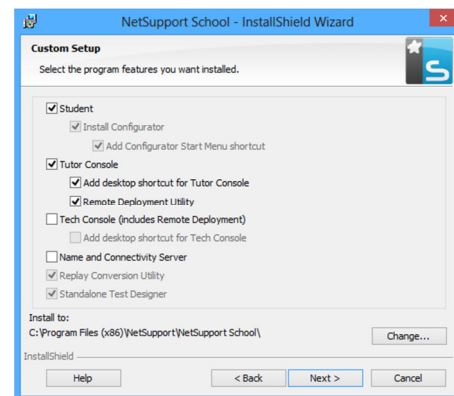 NetSupport School - InstallShield Wizard
Custom Setup
Select the program features you want installed.
S
Student
Install Configurator
Add Configurator Start Menu shortcut
Tutor Console
Add desktop shortcut for Tutor Console
Remote Deployment Utility
Tech Console (includes Remote Deployment)
Add desktop shortcut for Tech Console
Name and Connectivity Server
Replay Conversion Utility
Standalone Test Designer
Install to:
C:\Program Files (x86)\NetSupport\NetSupport School\
Change...
InstallShield
Help < Back Next > Cancel